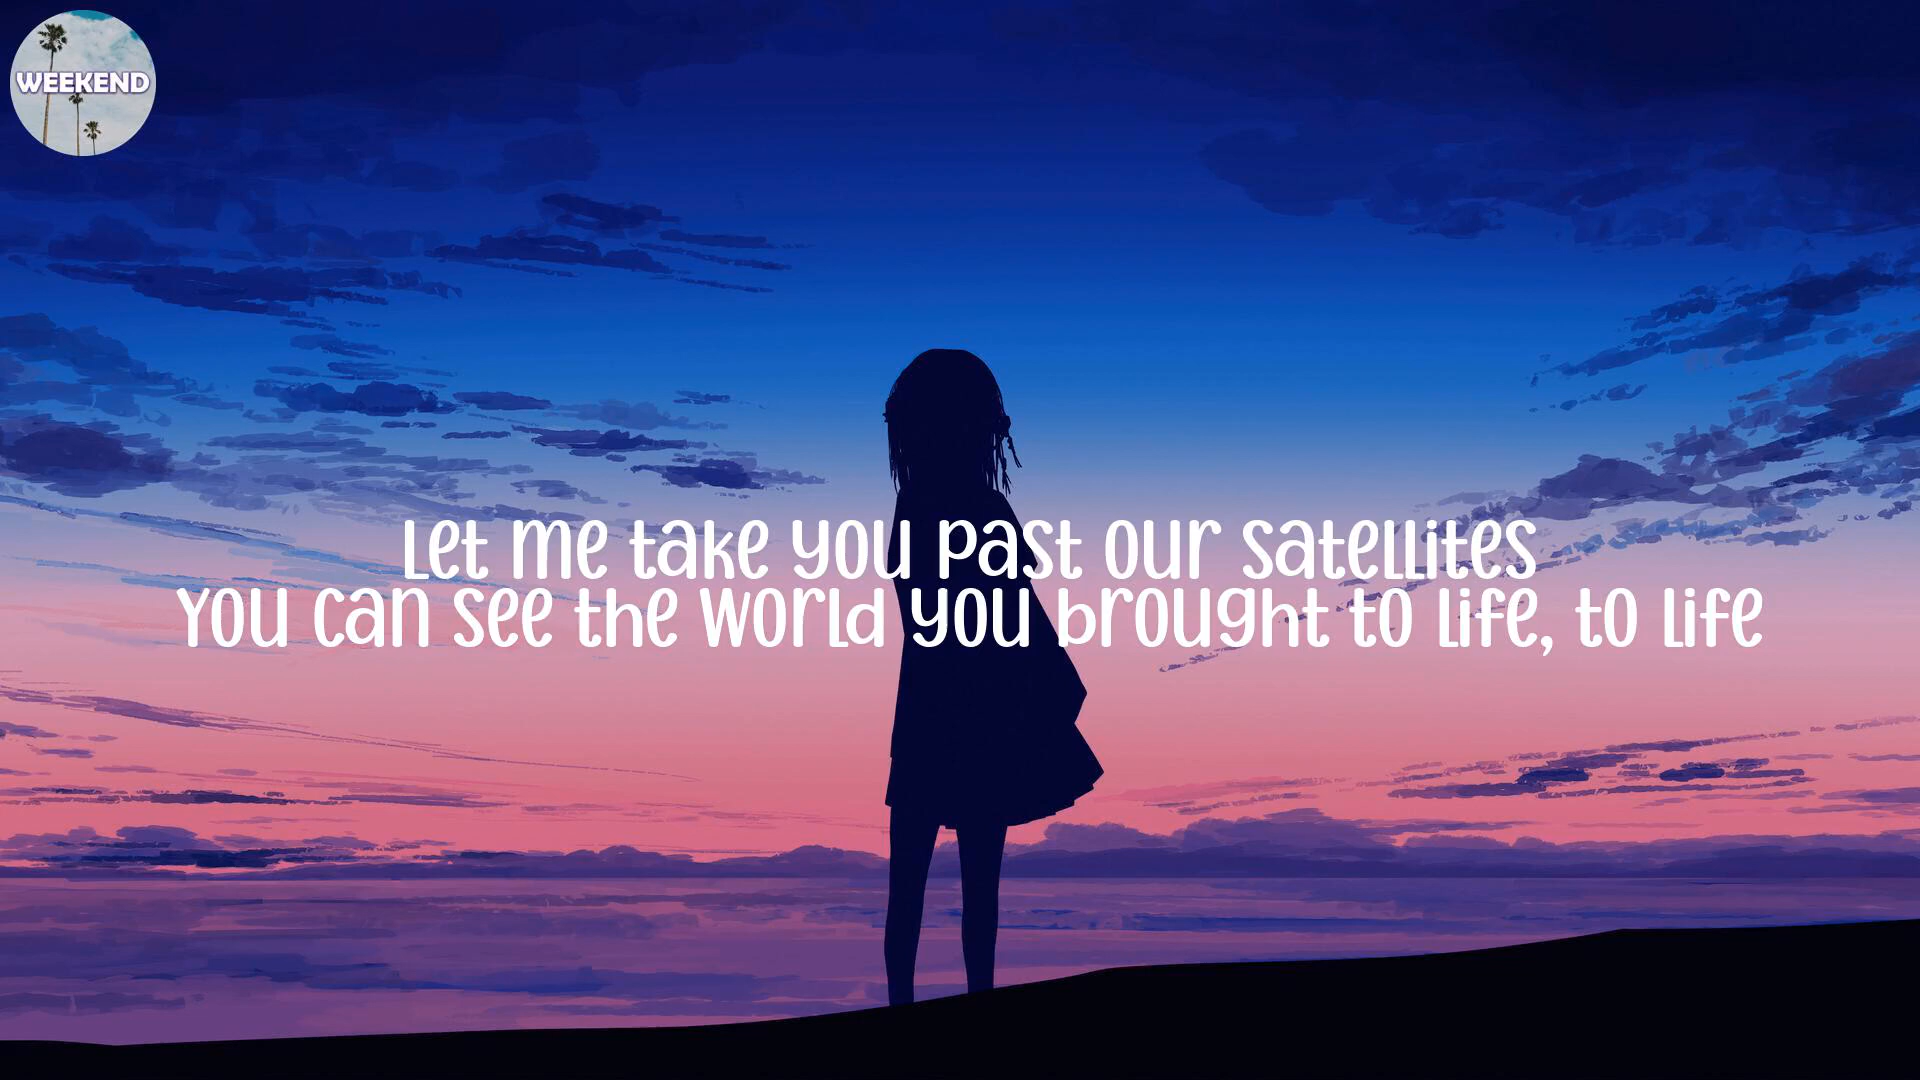 WEEKEND
Let me take you past our satellites
You can see the world you brought to life, to life